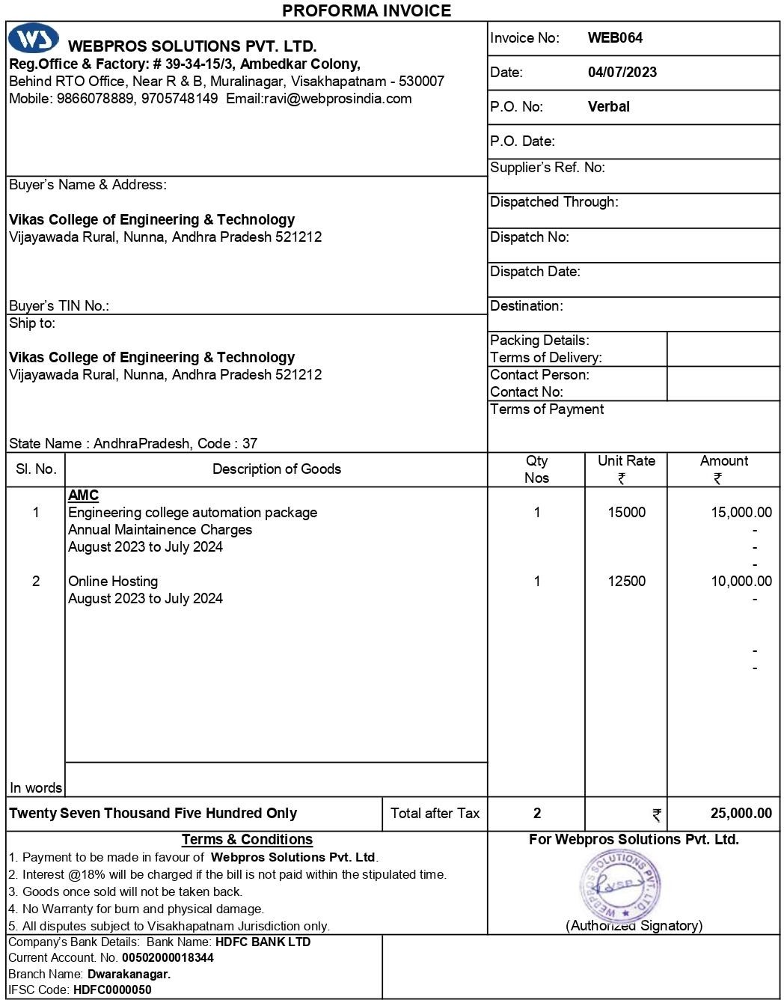 PROFORMA INVOICE
WS
WEBPROS SOLUTIONS PVT. LTD.
Reg.Office & Factory: # 39-34-15/3, Ambedkar Colony,
Behind RTO Office, Near R & B, Muralinagar, Visakhapatnam - 530007
Mobile: 9866078889, 9705748149 Email:ravi@webprosindia.com
Invoice No: WEB064
Date: 04/07/2023
P.O. No: Verbal
P.O. Date:
Supplier's Ref. No:
Dispatched Through:
Dispatch No:
Dispatch Date:
Destination:
Packing Details:
Terms of Delivery:
Contact Person:
Contact No:
Terms of Payment
Buyer's Name & Address:
Vikas College of Engineering & Technology
Vijayawada Rural, Nunna, Andhra Pradesh 521212
Buyer's TIN No.:
Ship to:
Vikas College of Engineering & Technology
Vijayawada Rural, Nunna, Andhra Pradesh 521212
State Name : AndhraPradesh, Code : 37
Sl. No. Description of Goods Qty Nos Unit Rate ₹ Amount ₹
AMC
1 Engineering college automation package 1 15000 15,000.00
Annual Maintainence Charges -
August 2023 to July 2024 -
-
2 Online Hosting 1 12500 10,000.00
August 2023 to July 2024 -
-
-
In words
Twenty Seven Thousand Five Hundred Only Total after Tax 2 ₹ 25,000.00
Terms & Conditions
1. Payment to be made in favour of Webpros Solutions Pvt. Ltd.
2. Interest @18% will be charged if the bill is not paid within the stipulated time.
3. Goods once sold will not be taken back.
4. No Warranty for burn and physical damage.
5. All disputes subject to Visakhapatnam Jurisdiction only.
For Webpros Solutions Pvt. Ltd.
WEBPROS SOLUTIONS PVT. LTD.
VSP
(Authorized Signatory)
Company's Bank Details: Bank Name: HDFC BANK LTD
Current Account. No. 00502000018344
Branch Name: Dwarakanagar.
IFSC Code: HDFC0000050